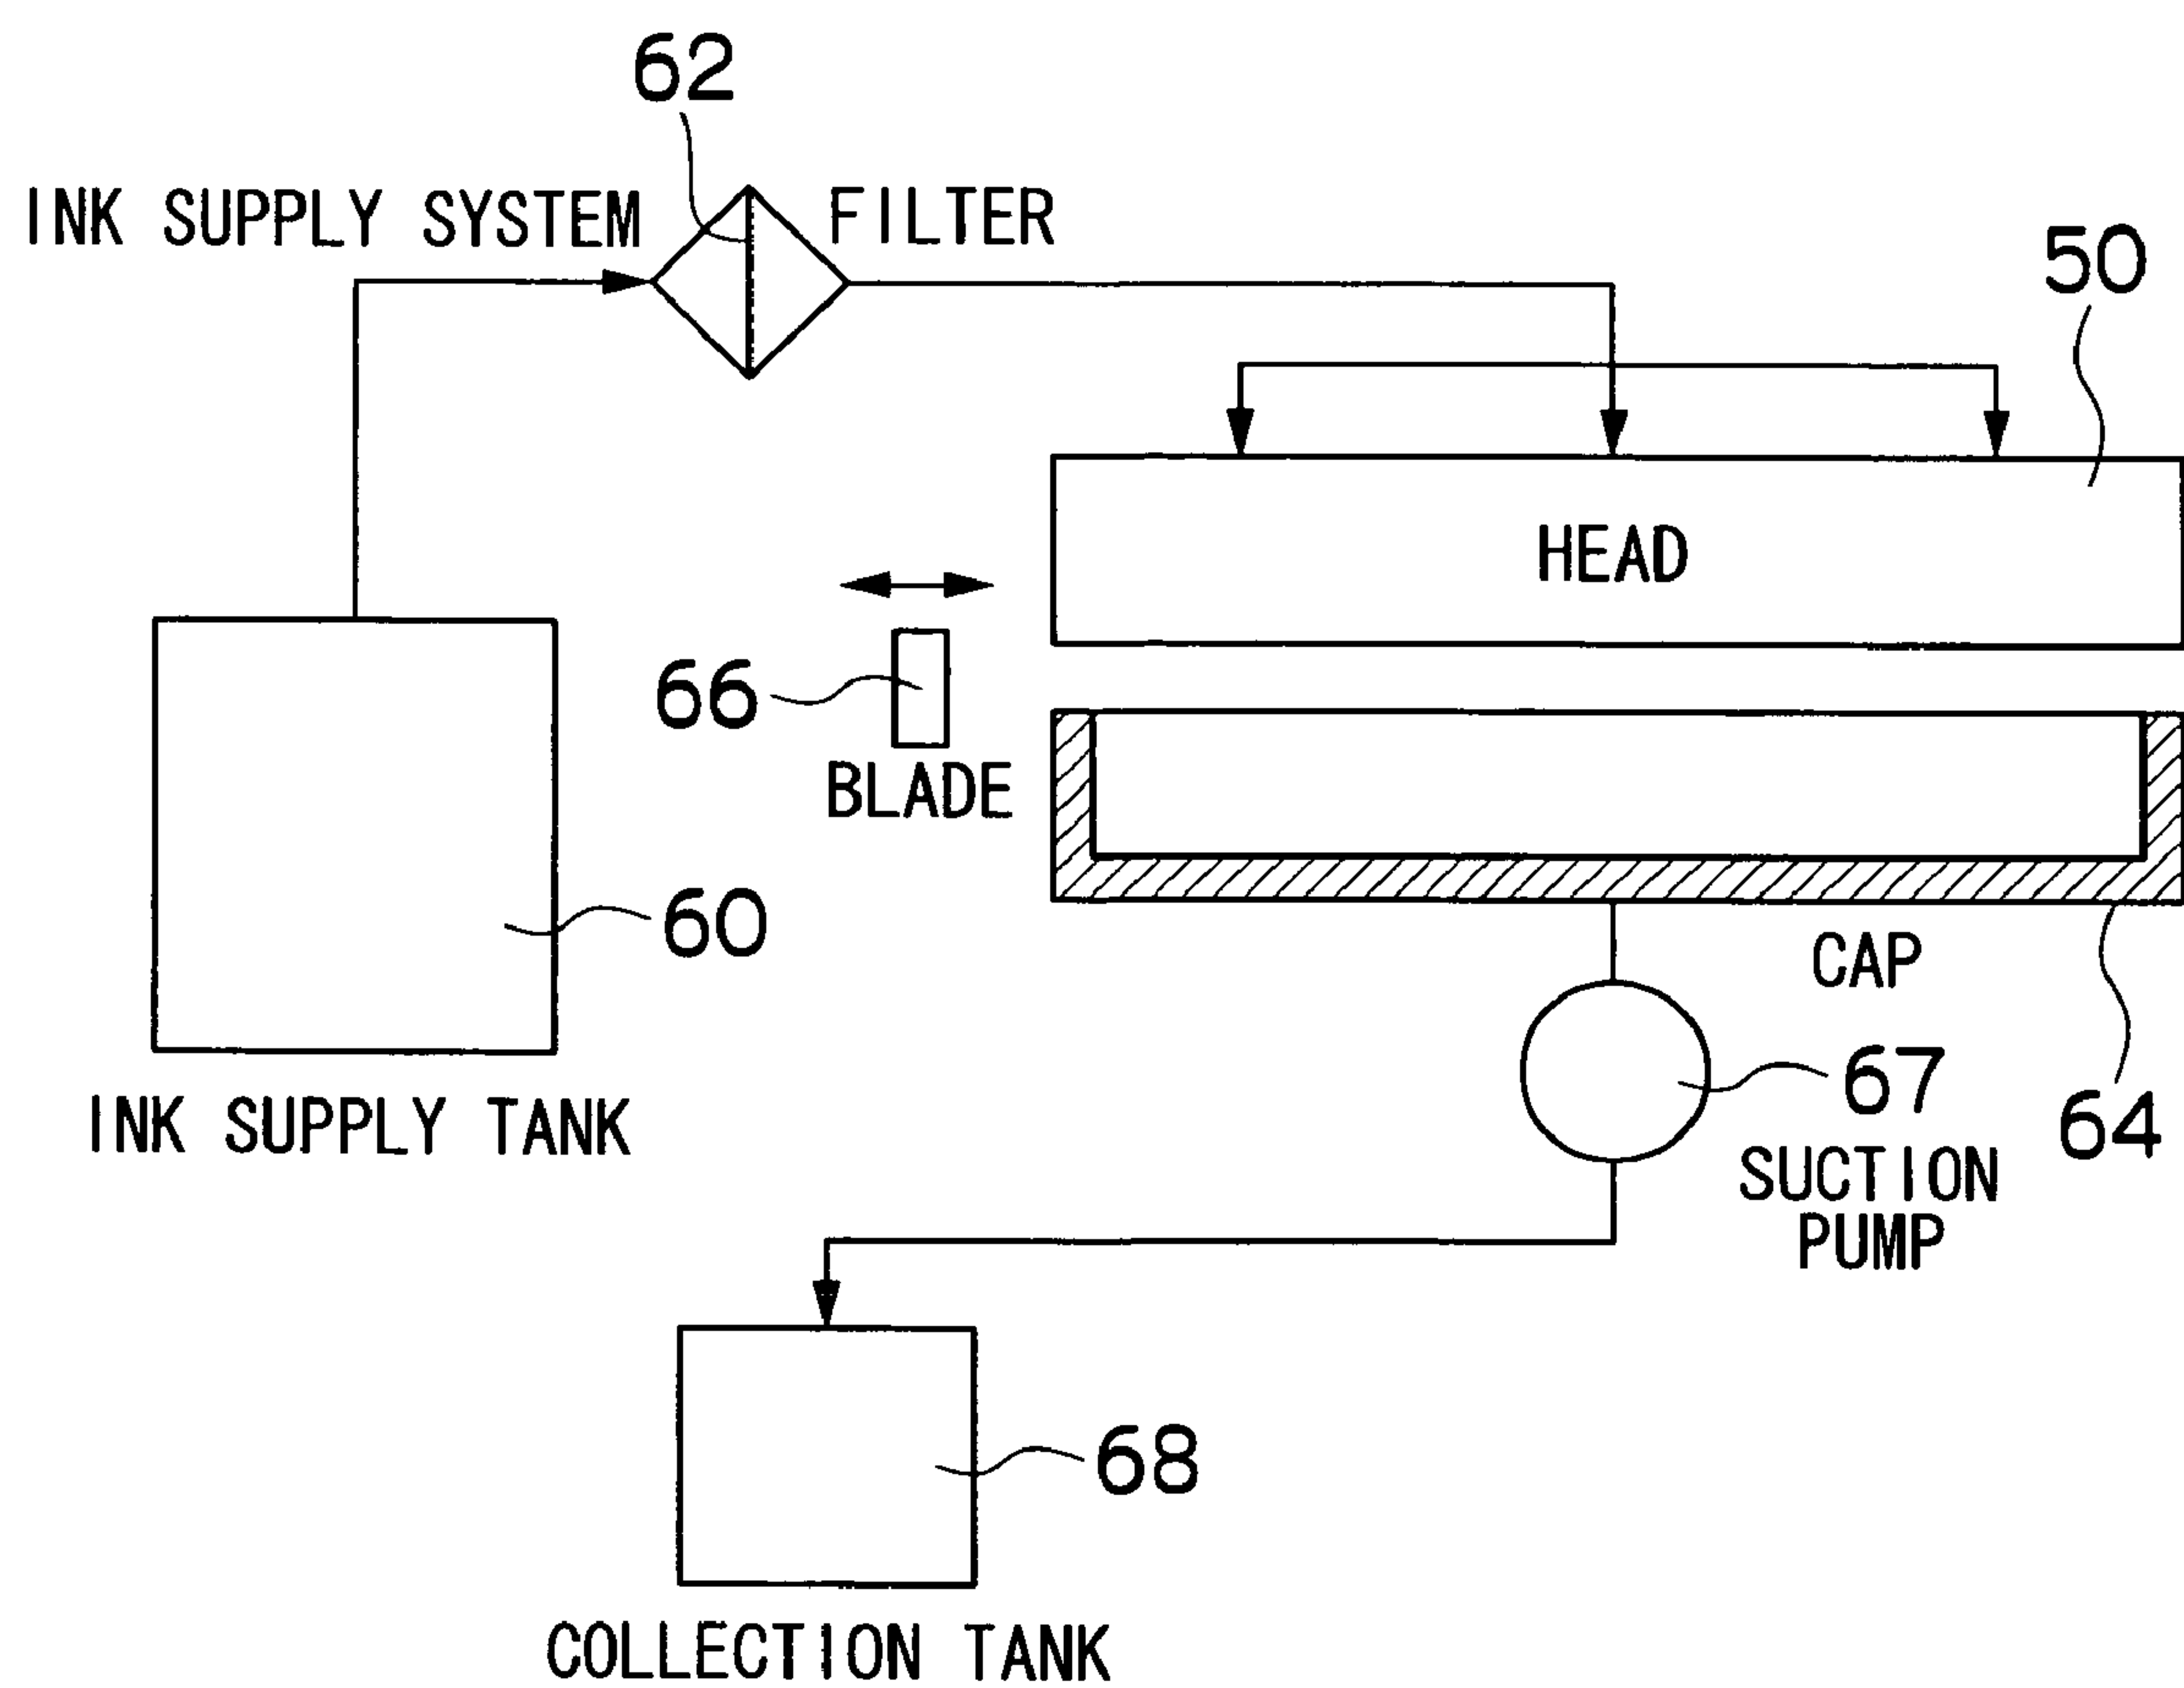 62
INK SUPPLY SYSTEM
FILTER
50
HEAD
66
BLADE
60
CAP
67
64
INK SUPPLY TANK
SUCTION
PUMP
68
COLLECTION TANK